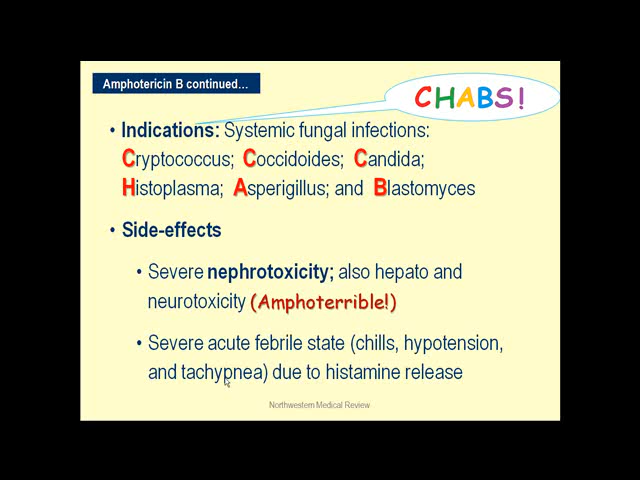 Amphotericin B continued...
CHABS!
• Indications: Systemic fungal infections:
Cryptococcus; Coccidoides; Candida;
Histoplasma; Asperigillus; and Blastomyces
• Side-effects
• Severe nephrotoxicity; also hepato and
neurotoxicity (Amphoterrible!)
• Severe acute febrile state (chills, hypotension,
and tachypnea) due to histamine release
Northwestern Medical Review